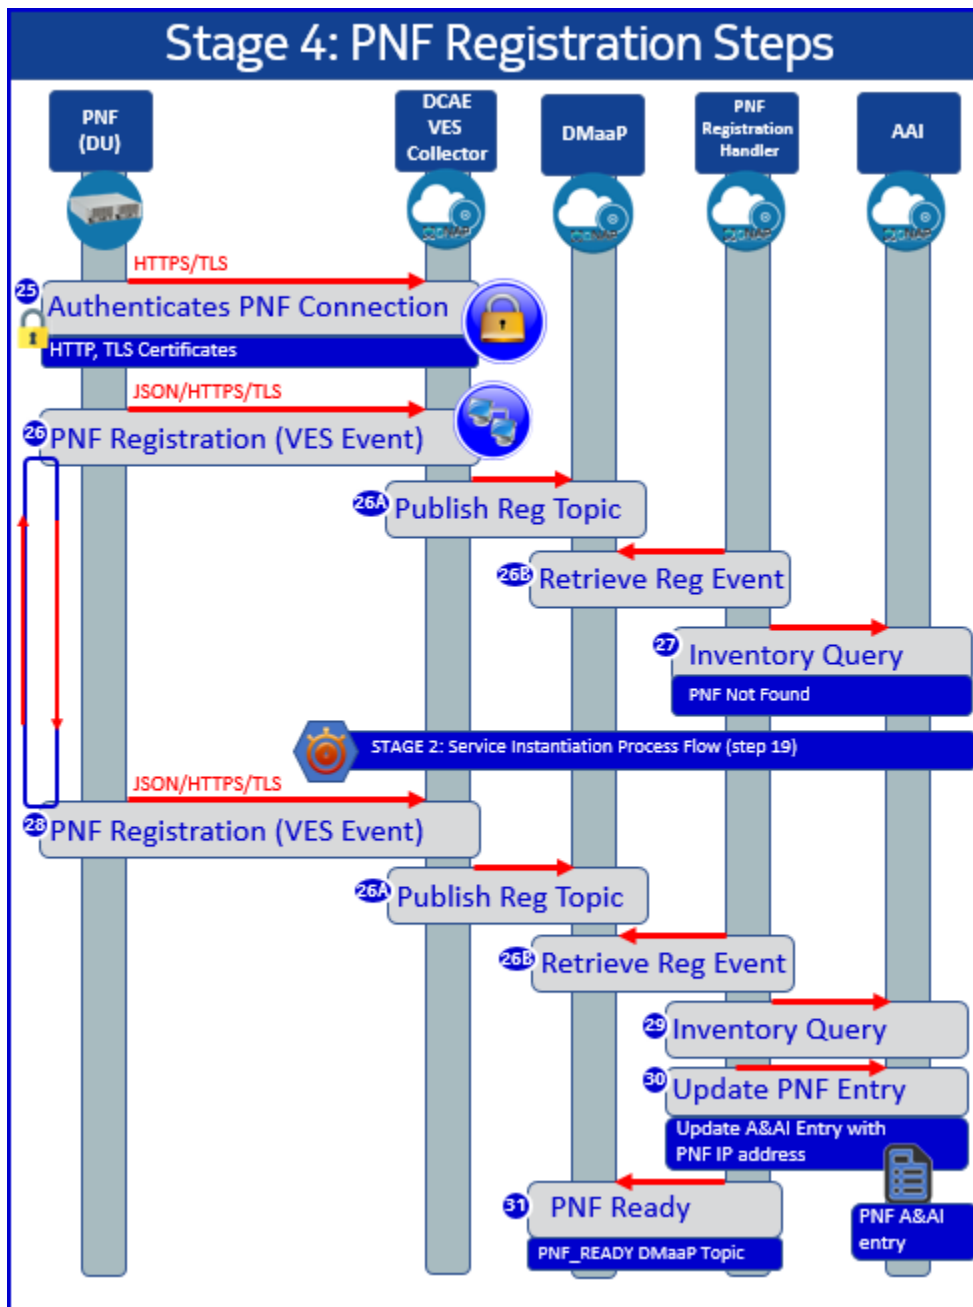 Stage 4: PNF Registration Steps
PNF
(DU)
DCAE
VES
Collector
DMaaP
PNF
Registration
Handler
AAI
HTTPS/TLS
25
Authenticates PNF Connection
HTTP, TLS Certificates
JSON/HTTPS/TLS
26
PNF Registration (VES Event)
26A
Publish Reg Topic
26B
Retrieve Reg Event
27
Inventory Query
PNF Not Found
STAGE 2: Service Instantiation Process Flow (step 19)
JSON/HTTPS/TLS
28
PNF Registration (VES Event)
26A
Publish Reg Topic
26B
Retrieve Reg Event
29
Inventory Query
30
Update PNF Entry
Update A&AI Entry with
PNF IP address
31
PNF Ready
PNF_READY DMaaP Topic
PNF A&AI
entry